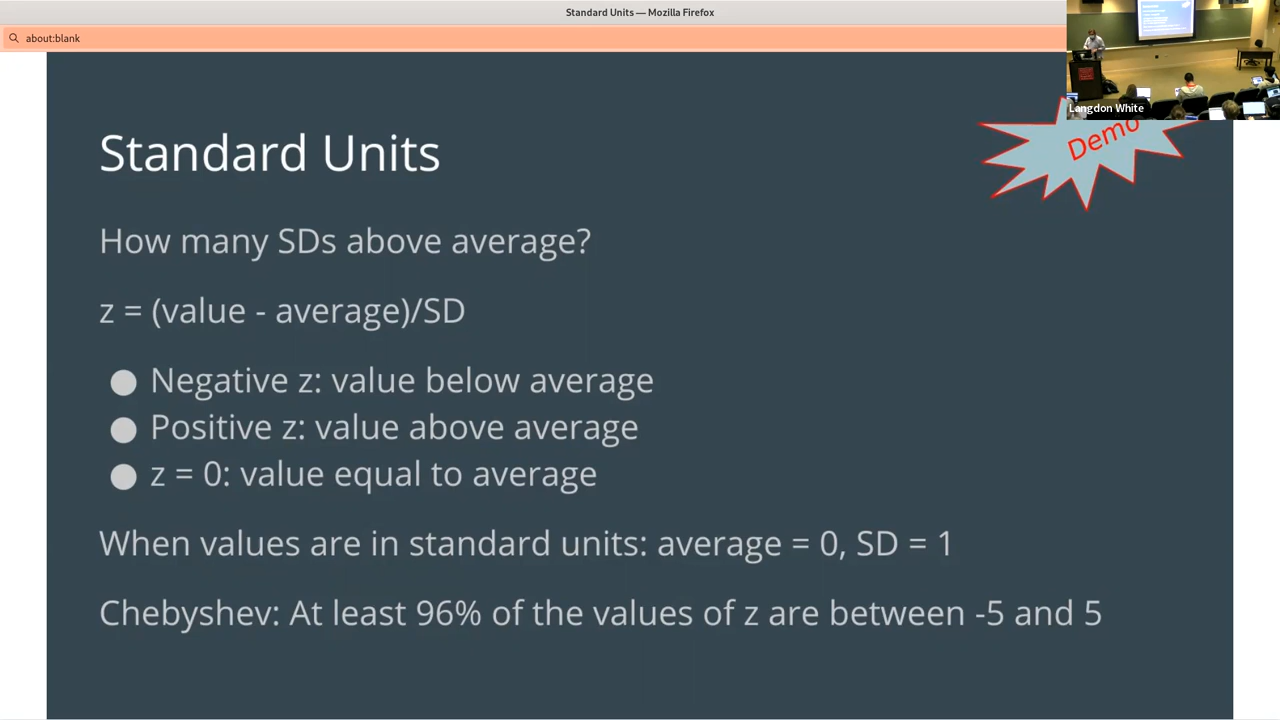 Standard Units — Mozilla Firefox
about:blank
Langdon White
Demo
Standard Units
How many SDs above average?
z = (value - average)/SD
● Negative z: value below average
● Positive z: value above average
● z = 0: value equal to average
When values are in standard units: average = 0, SD = 1
Chebyshev: At least 96% of the values of z are between -5 and 5